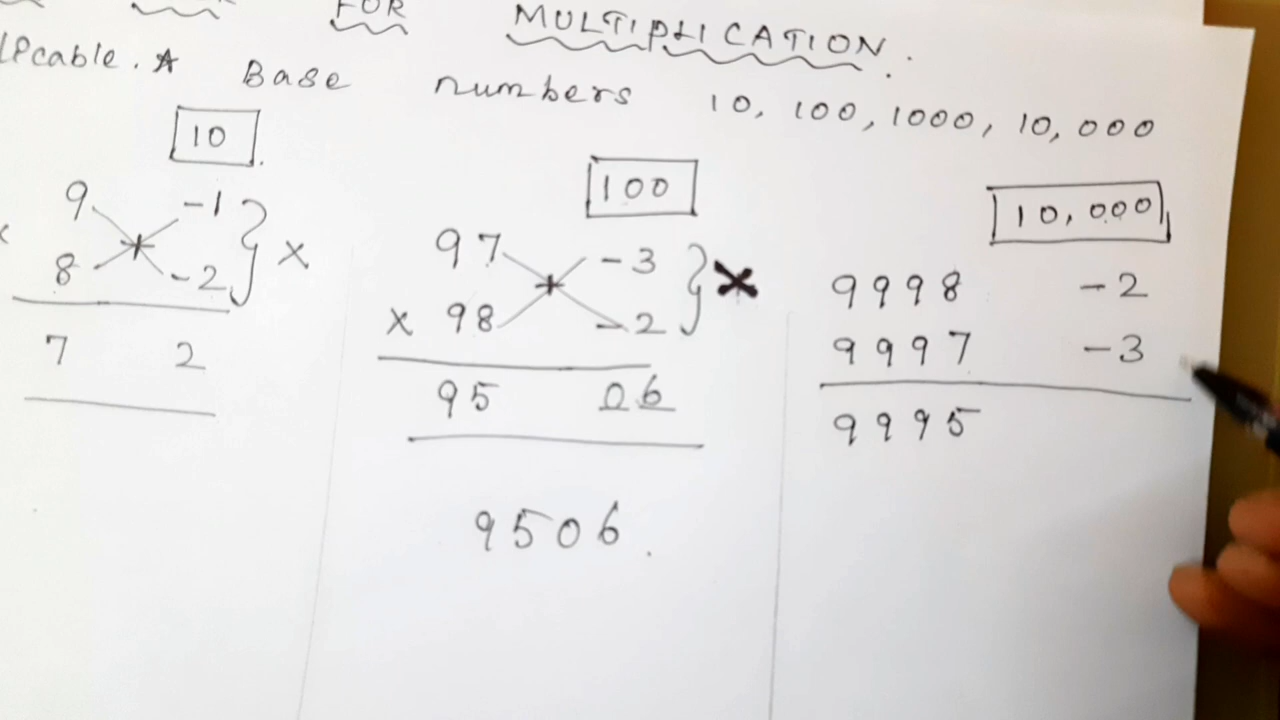 FOR MULTIPLICATION.
Base numbers 10, 100, 1000, 10,000
10
9 -1
8 -2 } x
7 2
100
97 -3
x 98 -2 } x
95 06
9506.
10,000
9998 -2
9997 -3
9995